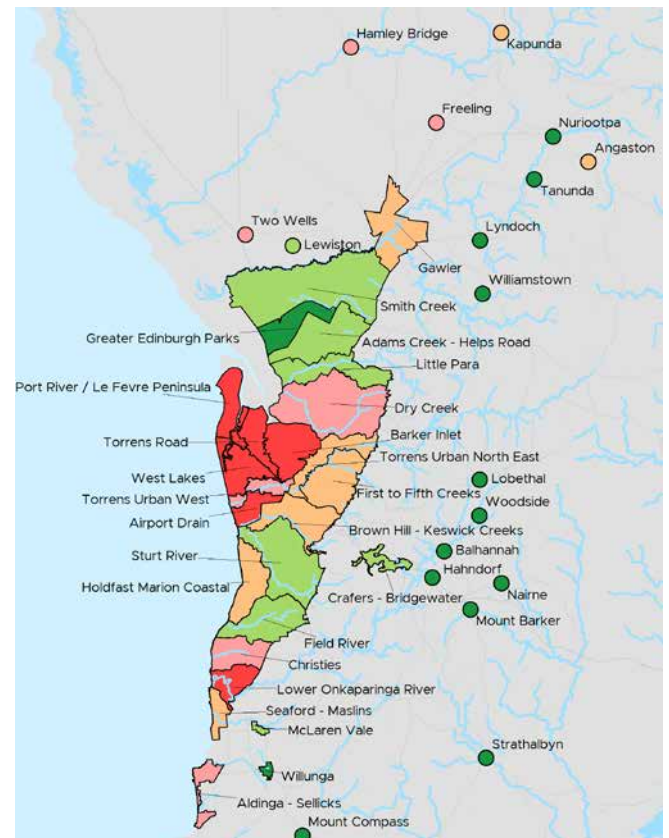 Hamley Bridge
Kapunda
Freeling
Nuriootpa
Angaston
Tanunda
Two Wells
Lewiston
Lyndoch
Gawler
Williamstown
Smith Creek
Greater Edinburgh Parks
Adams Creek - Helps Road
Little Para
Port River / Le Fevre Peninsula
Dry Creek
Barker Inlet
Torrens Road
Torrens Urban North East
West Lakes
Lobethal
Torrens Urban West
First to Fifth Creeks
Woodside
Airport Drain
Brown Hill - Keswick Creeks
Sturt River
Balhannah
Hahndorf
Holdfast Marion Coastal
Crafers - Bridgewater
Nairne
Mount Barker
Field River
Christies
Lower Onkaparinga River
Seaford - Maslins
McLaren Vale
Strathalbyn
Willunga
Aldinga - Sellicks
Mount Compass